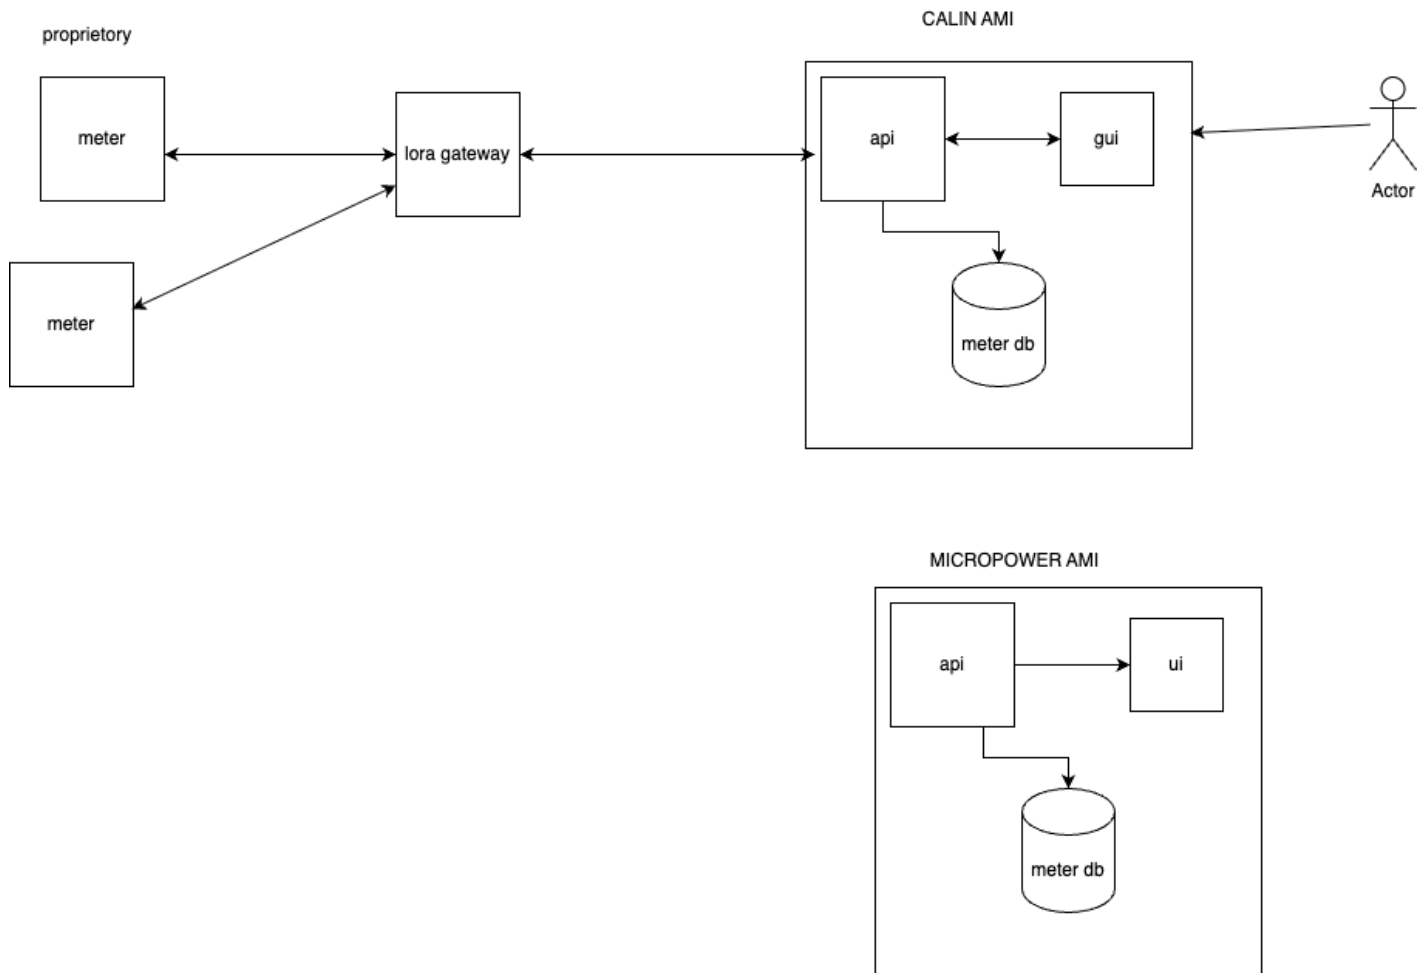 CALIN AMI
proprietory
meter
lora gateway
api
gui
Actor
meter
meter db
MICROPOWER AMI
api
ui
meter db